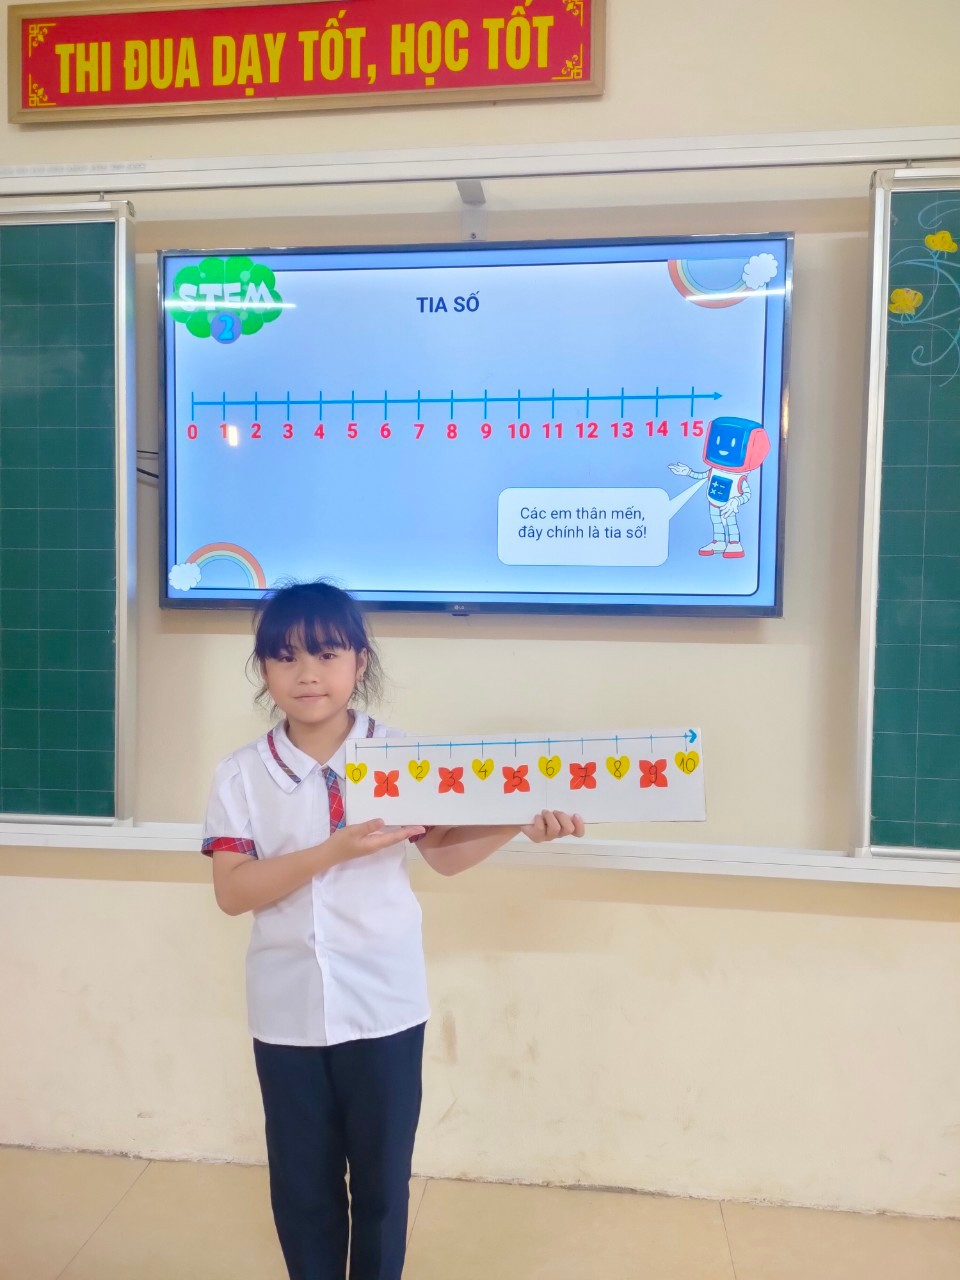 THI ĐUA DẠY TỐT, HỌC TỐT
STEM
2
TIA SỐ
0 1 2 3 4 5 6 7 8 9 10 11 12 13 14 15
Các em thân mến,
đây chính là tia số!
LG
0 1 2 3 4 5 6 7 8 9 10